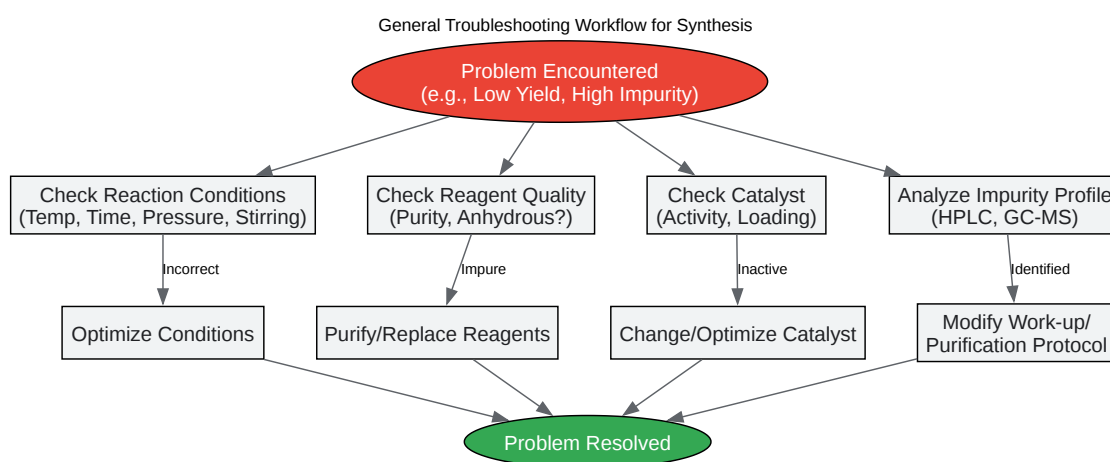 General Troubleshooting Workflow for Synthesis
Problem Encountered
(e.g., Low Yield, High Impurity)
Check Reaction Conditions
(Temp, Time, Pressure, Stirring)
Check Reagent Quality
(Purity, Anhydrous?)
Check Catalyst
(Activity, Loading)
Analyze Impurity Profile
(HPLC, GC-MS)
Incorrect
Impure
Inactive
Identified
Optimize Conditions
Purify/Replace Reagents
Change/Optimize Catalyst
Modify Work-up/
Purification Protocol
Problem Resolved